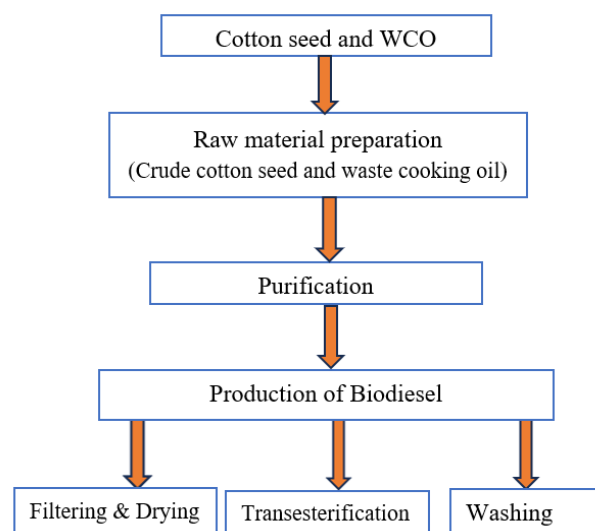 Cotton seed and WCO
Raw material preparation
(Crude cotton seed and waste cooking oil)
Purification
Production of Biodiesel
Filtering & Drying
Transesterification
Washing